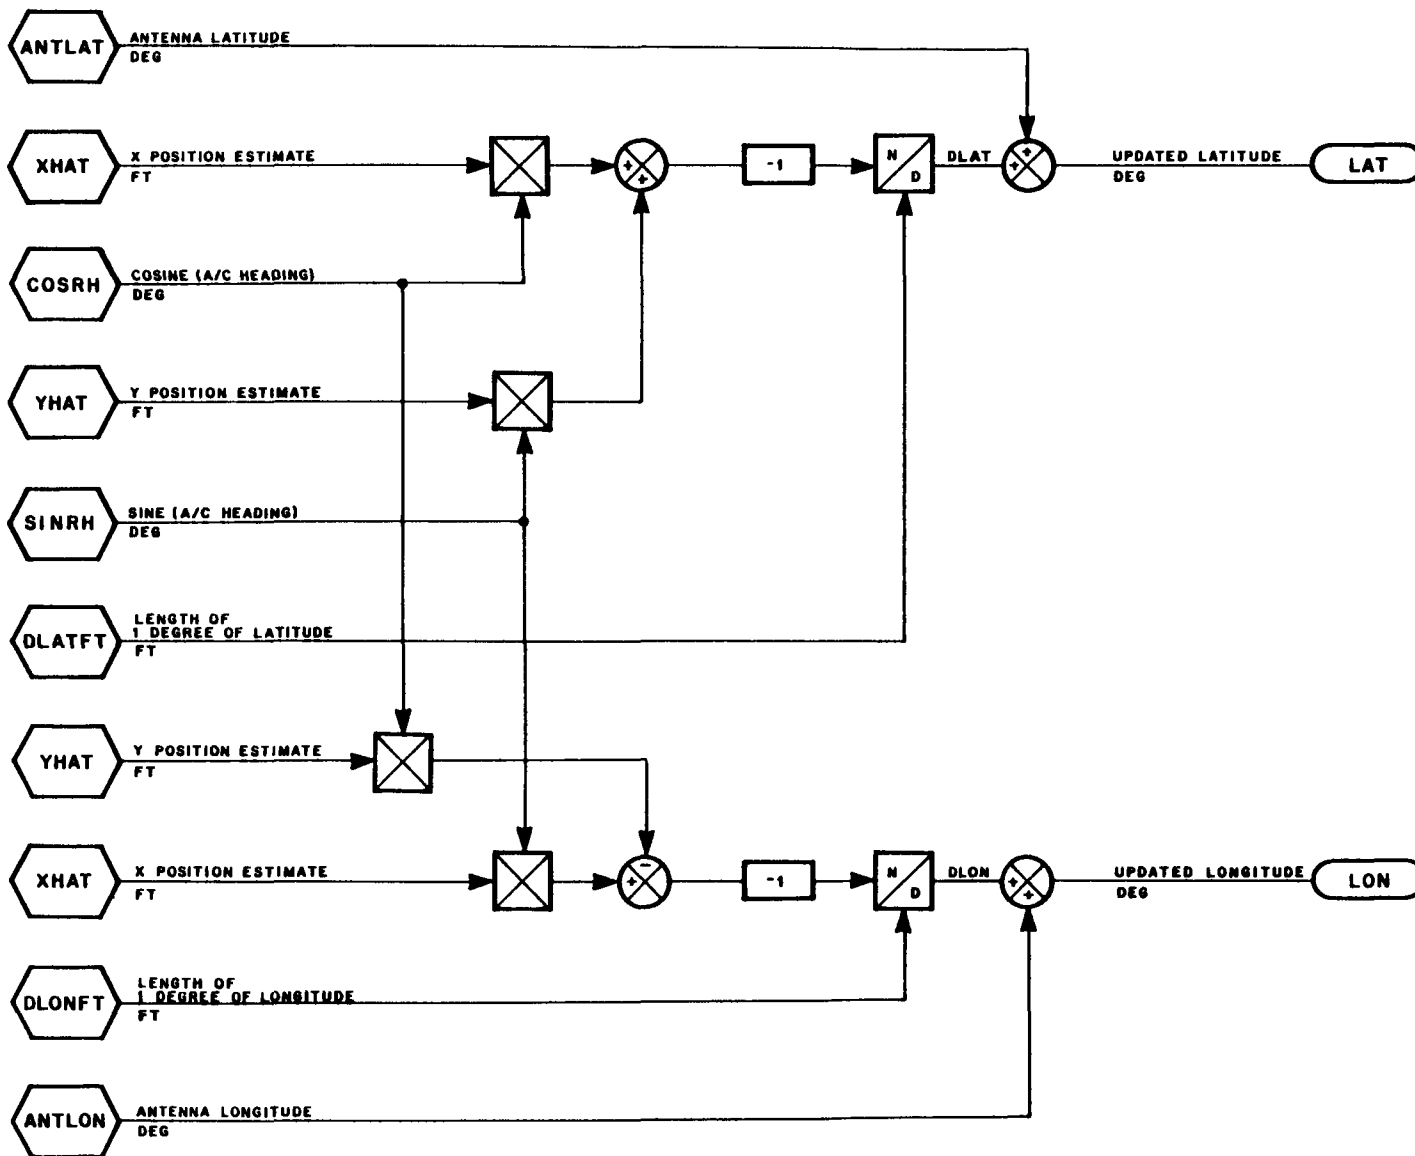 ANTLAT
ANTENNA LATITUDE
DEG
XHAT
X POSITION ESTIMATE
FT
+
+
-1
N
D
DLAT
+
+
UPDATED LATITUDE
DEG
LAT
COSRH
COSINE (A/C HEADING)
DEG
YHAT
Y POSITION ESTIMATE
FT
SINRH
SINE (A/C HEADING)
DEG
DLATFT
LENGTH OF
1 DEGREE OF LATITUDE
FT
YHAT
Y POSITION ESTIMATE
FT
XHAT
X POSITION ESTIMATE
FT
-
+
-1
N
D
DLON
+
+
UPDATED LONGITUDE
DEG
LON
DLONFT
LENGTH OF
1 DEGREE OF LONGITUDE
FT
ANTLON
ANTENNA LONGITUDE
DEG